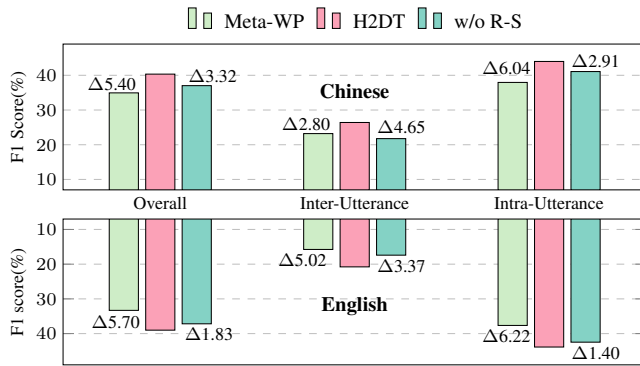 Meta-WP H2DT w/o R-S
F1 Score(%)
40
30
20
10
Chinese
Δ5.40 Δ3.32
Δ2.80 Δ4.65
Δ6.04 Δ2.91
Overall Inter-Utterance Intra-Utterance
F1 score(%)
10
20
30
40
English
Δ5.70 Δ1.83
Δ5.02 Δ3.37
Δ6.22 Δ1.40